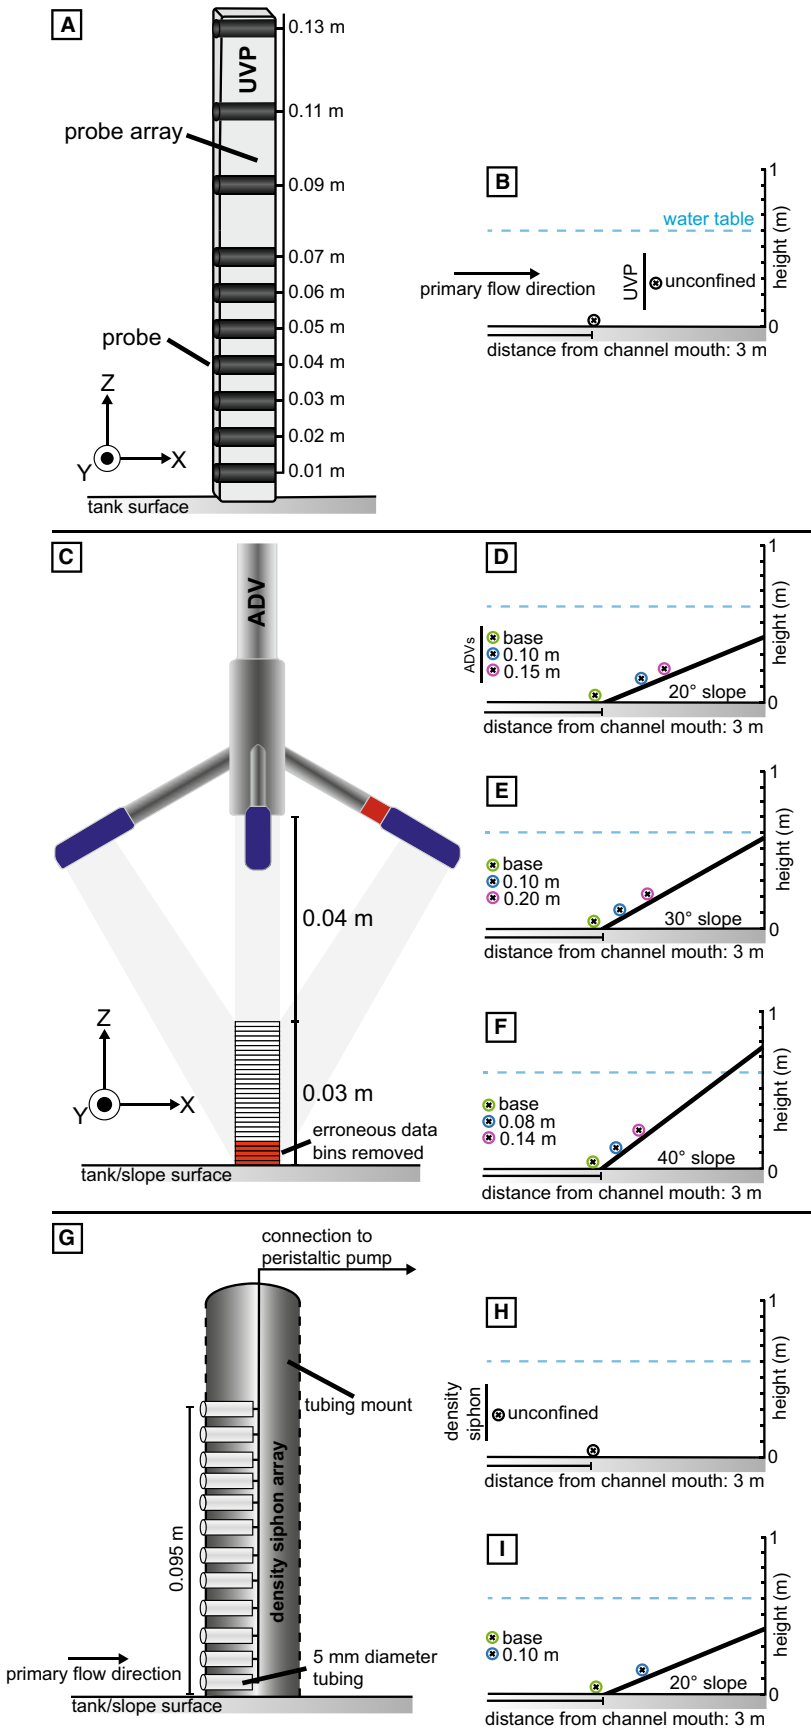 A
UVP
0.13 m
0.11 m
probe array
0.09 m
0.07 m
0.06 m
0.05 m
probe
0.04 m
0.03 m
0.02 m
0.01 m
Z
Y
X
tank surface
B
1
water table
height (m)
UVP
unconfined
primary flow direction
0
distance from channel mouth: 3 m
C
ADV
0.04 m
0.03 m
Z
Y
X
erroneous data
bins removed
tank/slope surface
D
1
height (m)
ADVs
base
0.10 m
0.15 m
20° slope
0
distance from channel mouth: 3 m
E
1
height (m)
base
0.10 m
0.20 m
30° slope
0
distance from channel mouth: 3 m
F
1
height (m)
base
0.08 m
0.14 m
40° slope
0
distance from channel mouth: 3 m
G
connection to
peristaltic pump
tubing mount
density siphon array
0.095 m
5 mm diameter
tubing
primary flow direction
tank/slope surface
H
1
height (m)
density
siphon
unconfined
0
distance from channel mouth: 3 m
I
1
height (m)
base
0.10 m
20° slope
0
distance from channel mouth: 3 m